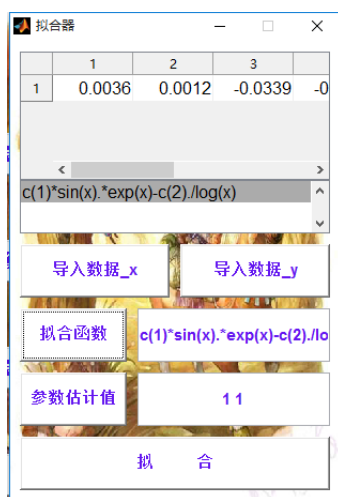 拟合器
1 2 3
1 0.0036 0.0012 -0.0339 -0
c(1)*sin(x).*exp(x)-c(2)./log(x)
导入数据_x 导入数据_y
拟合函数 c(1)*sin(x).*exp(x)-c(2)./lo
参数估计值 1 1
拟 合